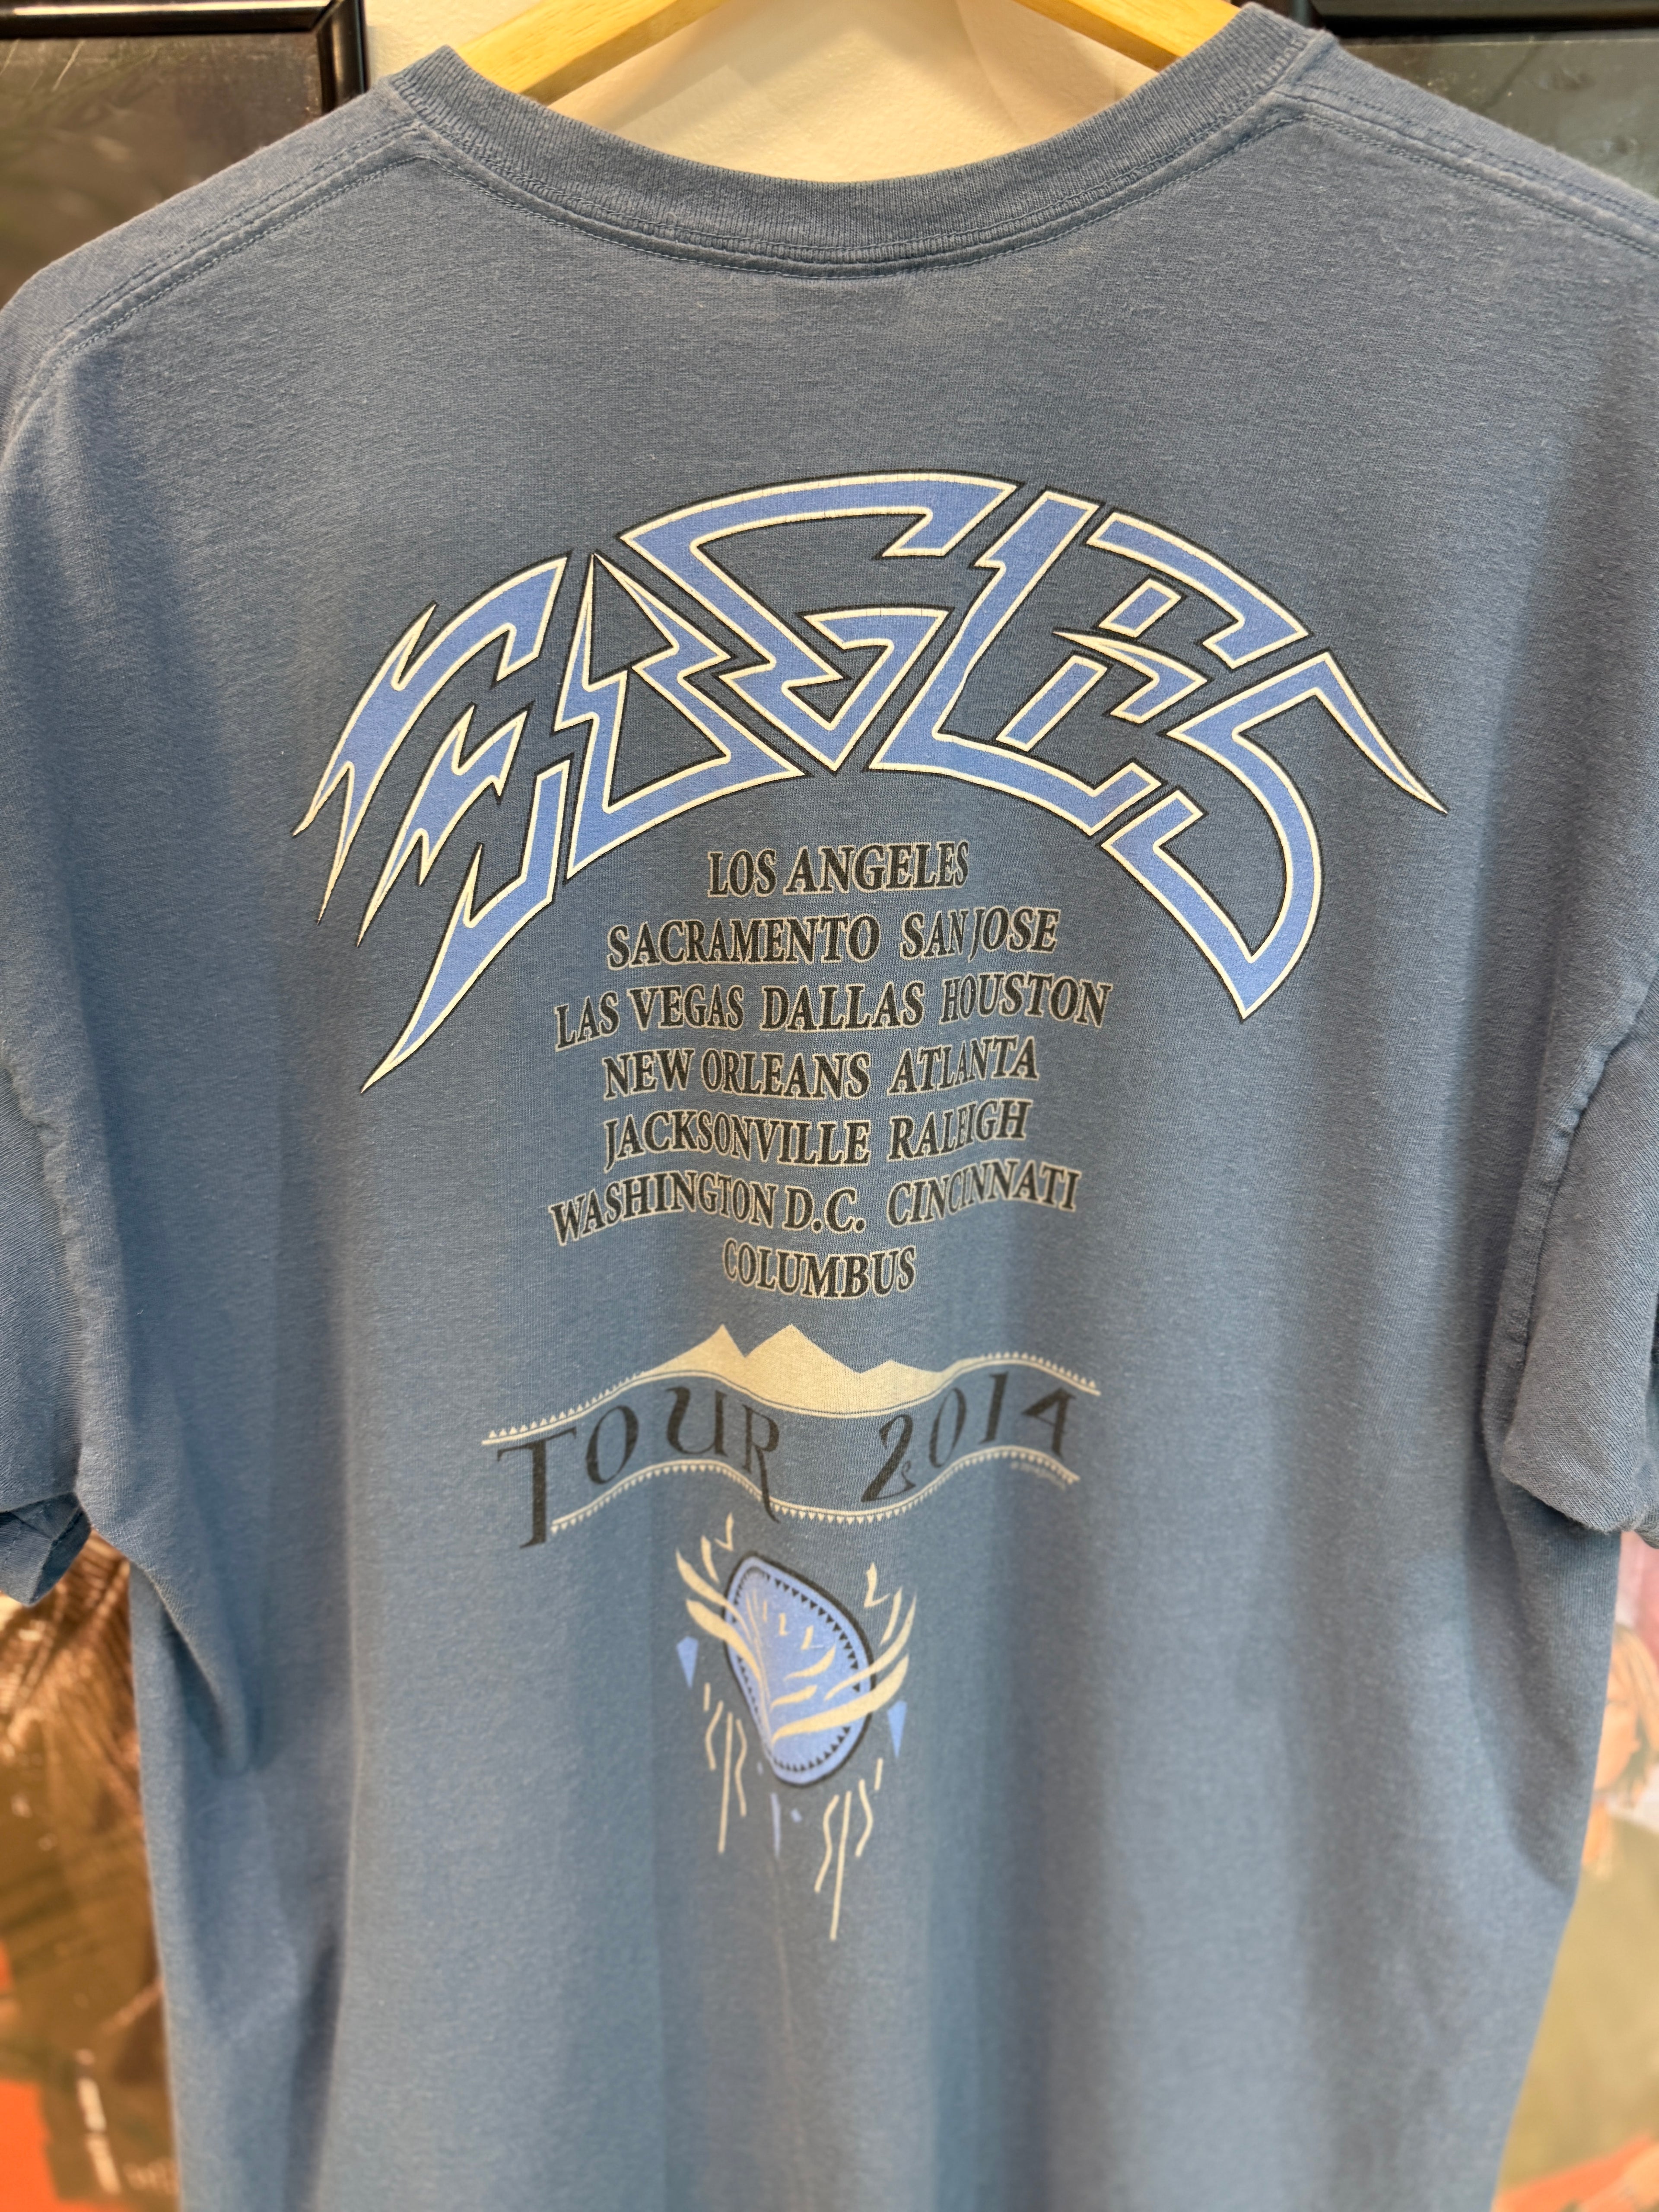 EAGLES
LOS ANGELES
SACRAMENTO SAN JOSE
LAS VEGAS DALLAS HOUSTON
NEW ORLEANS ATLANTA
JACKSONVILLE RALEIGH
WASHINGTON D.C. CINCINNATI
COLUMBUS
TOUR 2014